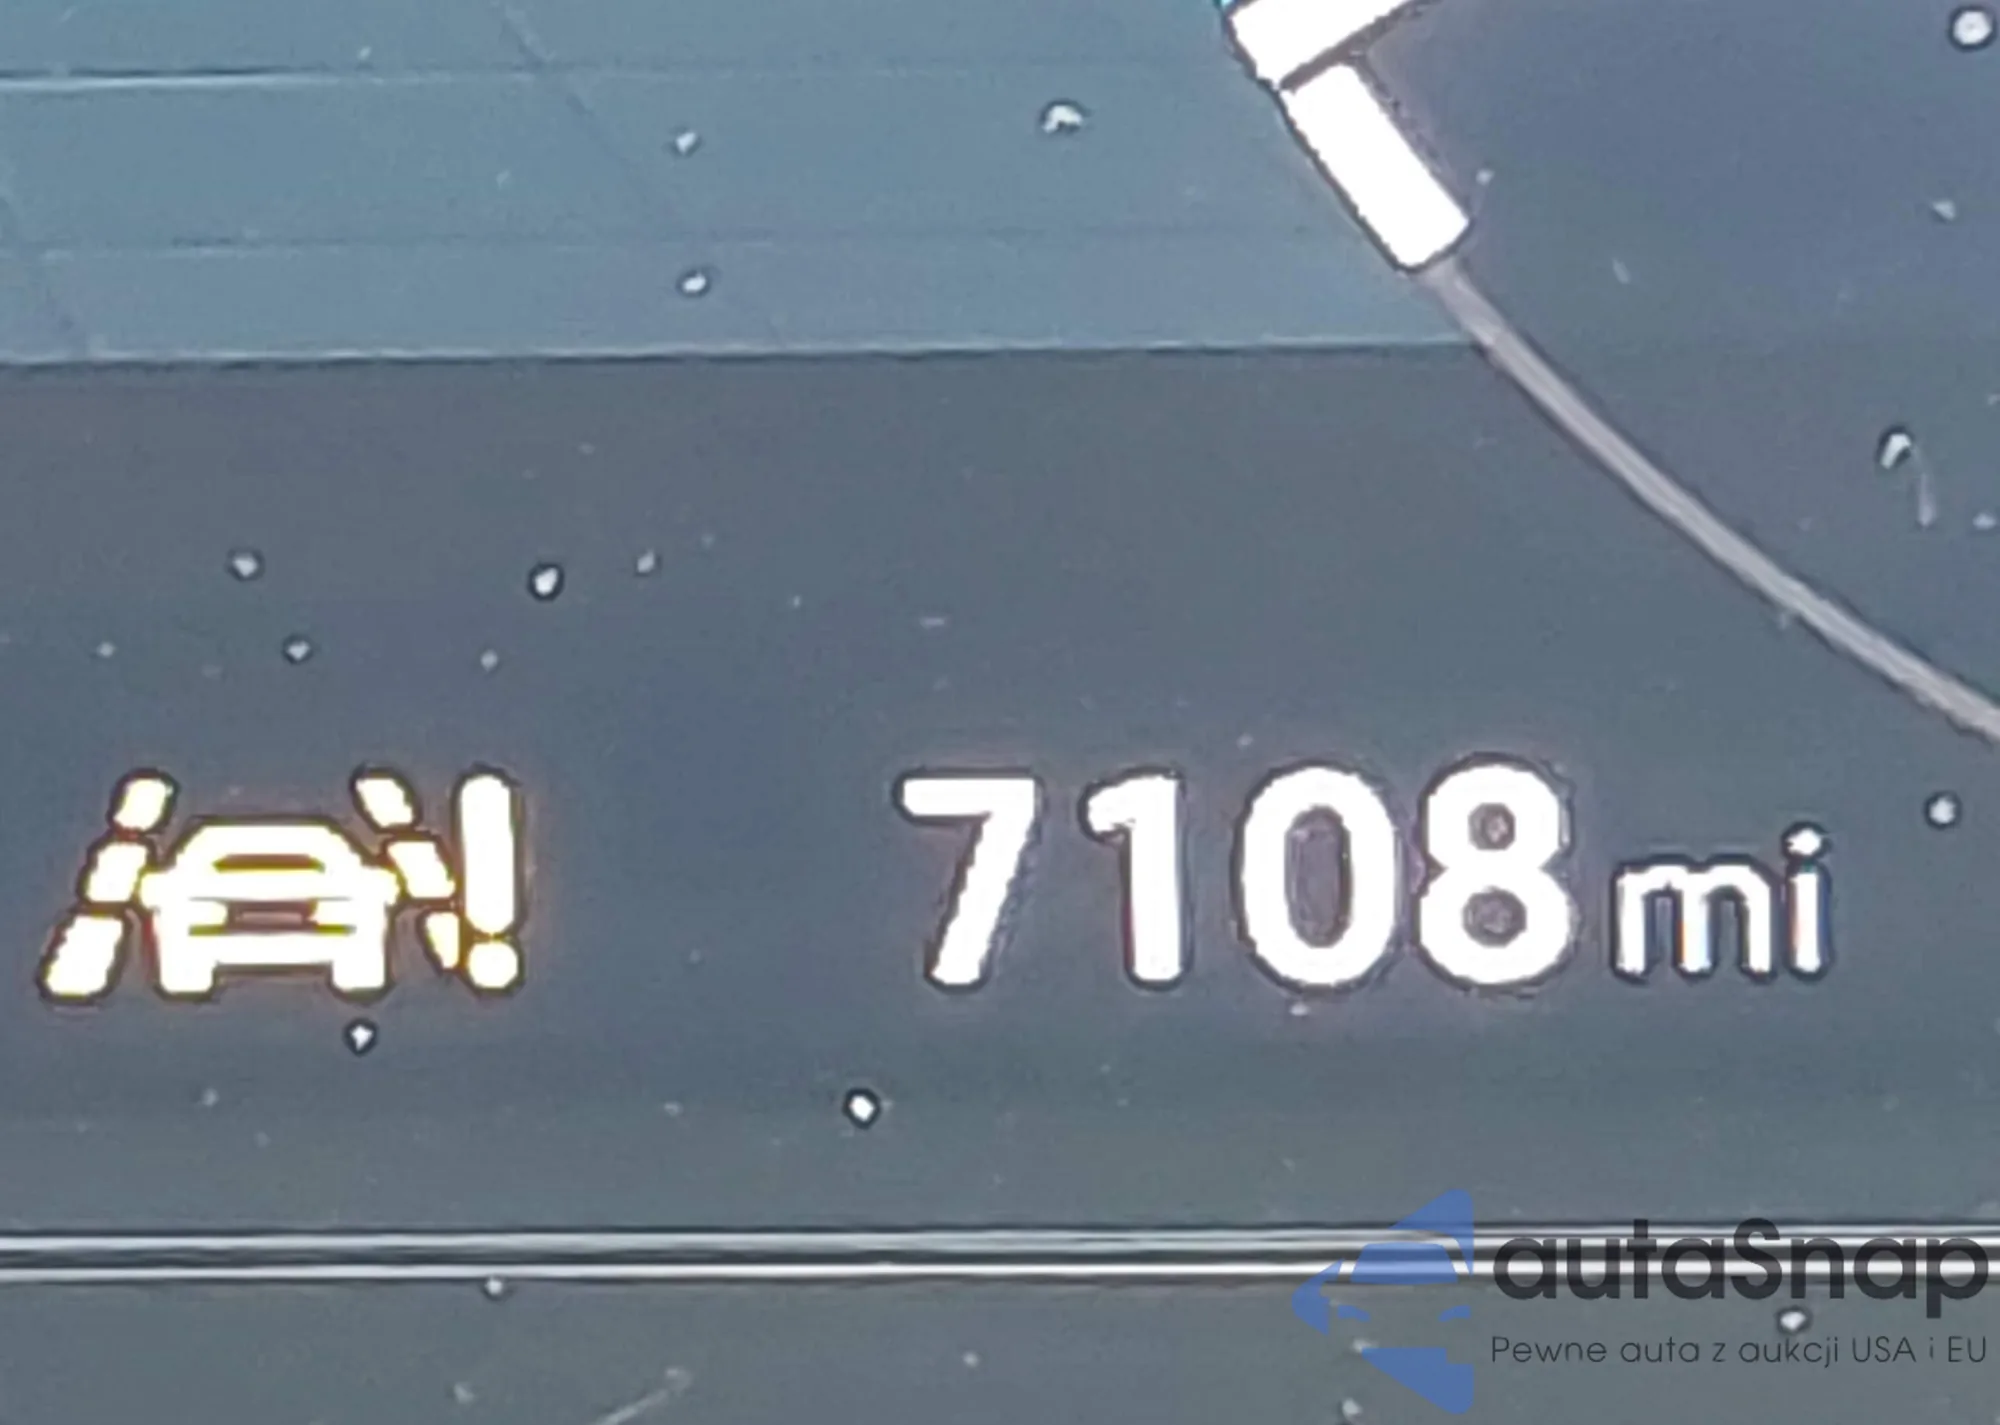 7108 mi
autaSnap
Pewne auta z aukcji USA i EU